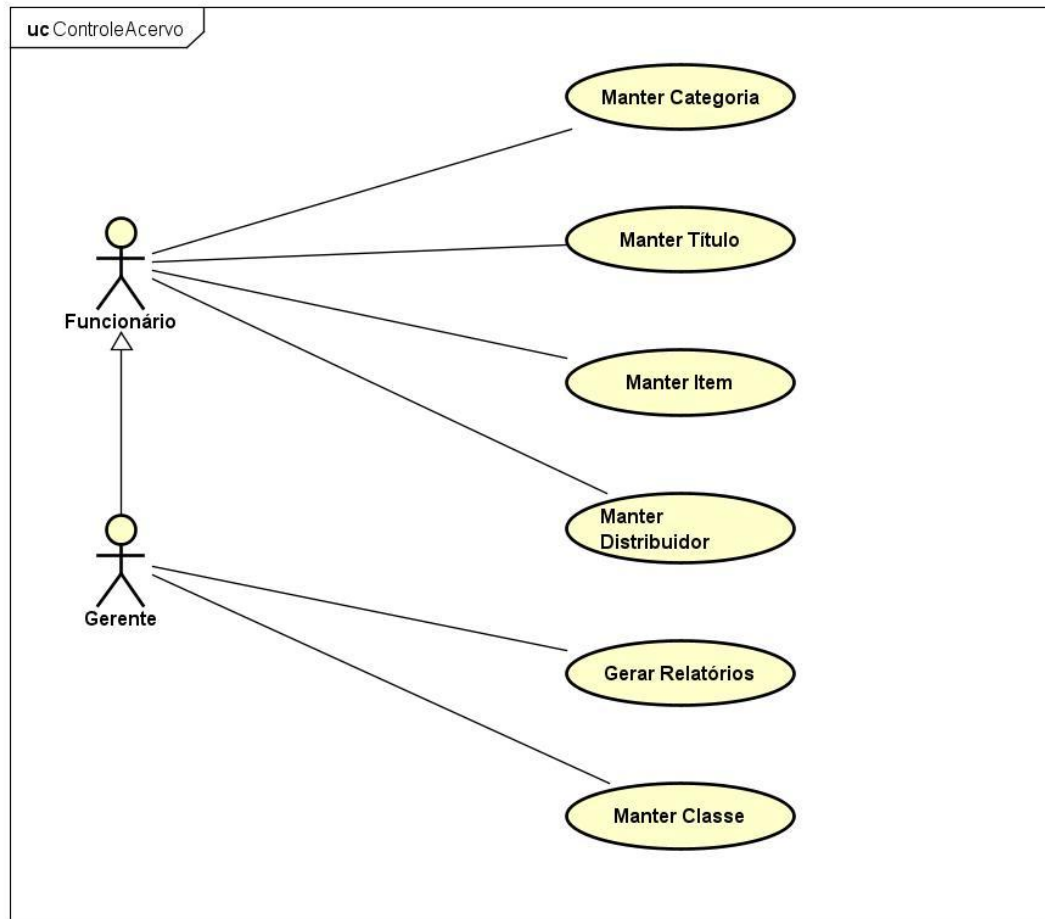 uc ControleAcervo
Manter Categoria
Manter Título
Funcionário
Manter Item
Manter
Distribuidor
Gerente
Gerar Relatórios
Manter Classe